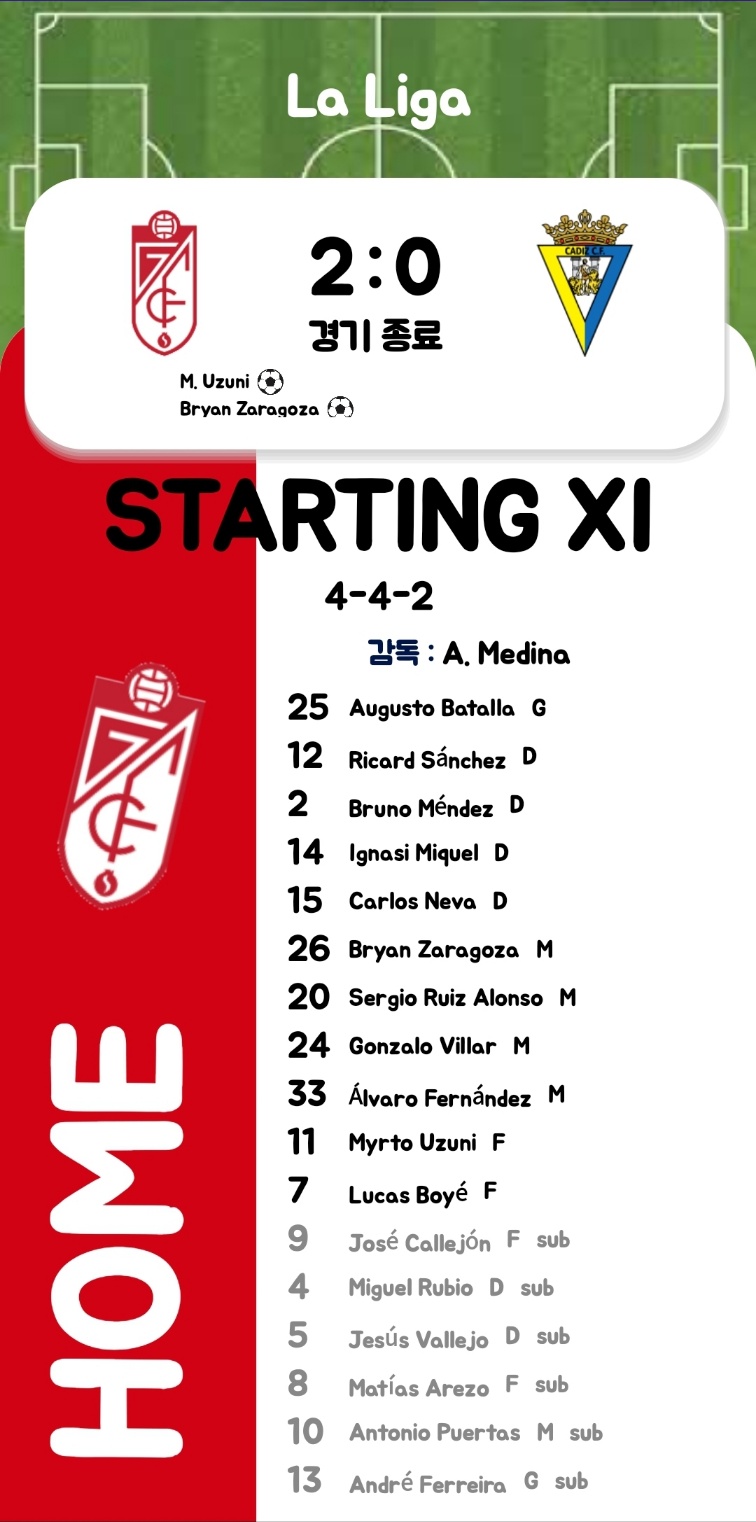 La Liga
CADIZ C.F.
2:0
경기 종료
M. Uzuni
Bryan Zaragoza
STARTING XI
4-4-2
감독 : A. Medina
25 Augusto Batalla G
12 Ricard Sánchez D
2 Bruno Méndez D
14 Ignasi Miquel D
15 Carlos Neva D
26 Bryan Zaragoza M
20 Sergio Ruiz Alonso M
24 Gonzalo Villar M
33 Álvaro Fernández M
11 Myrto Uzuni F
7 Lucas Boyé F
9 José Callejón F sub
4 Miguel Rubio D sub
5 Jesús Vallejo D sub
8 Matías Arezo F sub
10 Antonio Puertas M sub
13 André Ferreira G sub
HOME